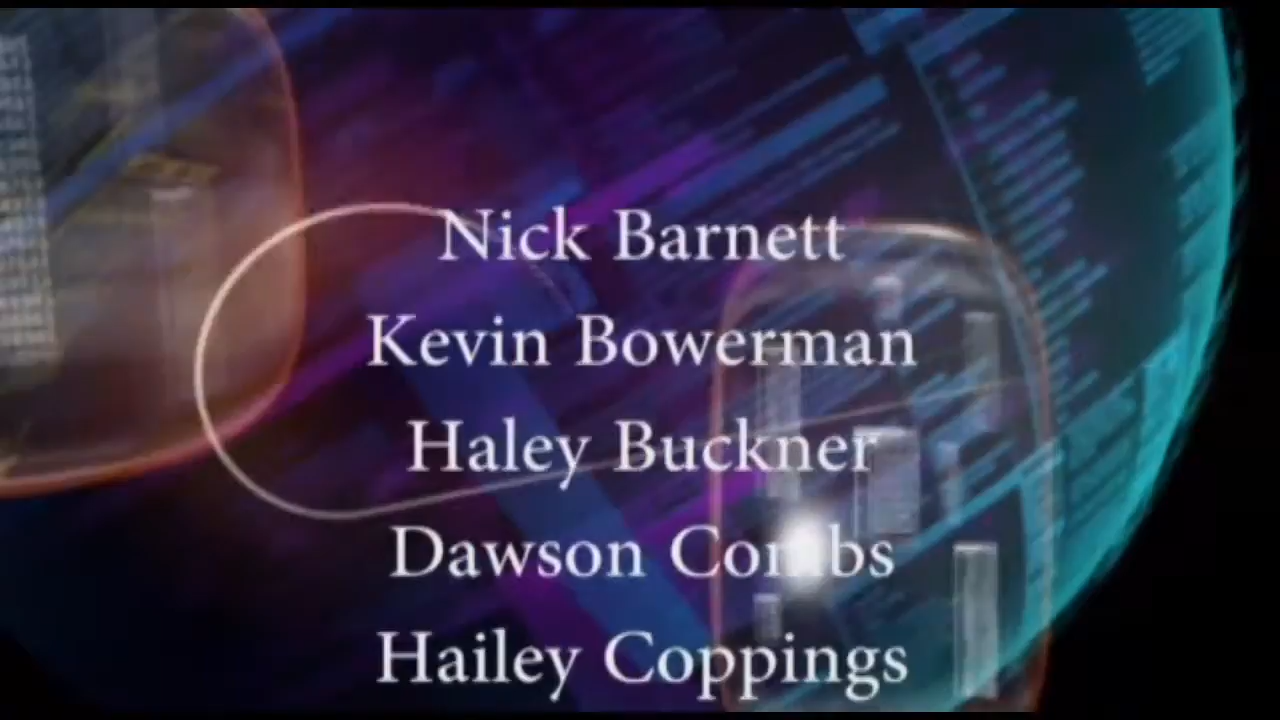 Nick Barnett
Kevin Bowerman
Haley Buckner
Dawson Combs
Hailey Coppings